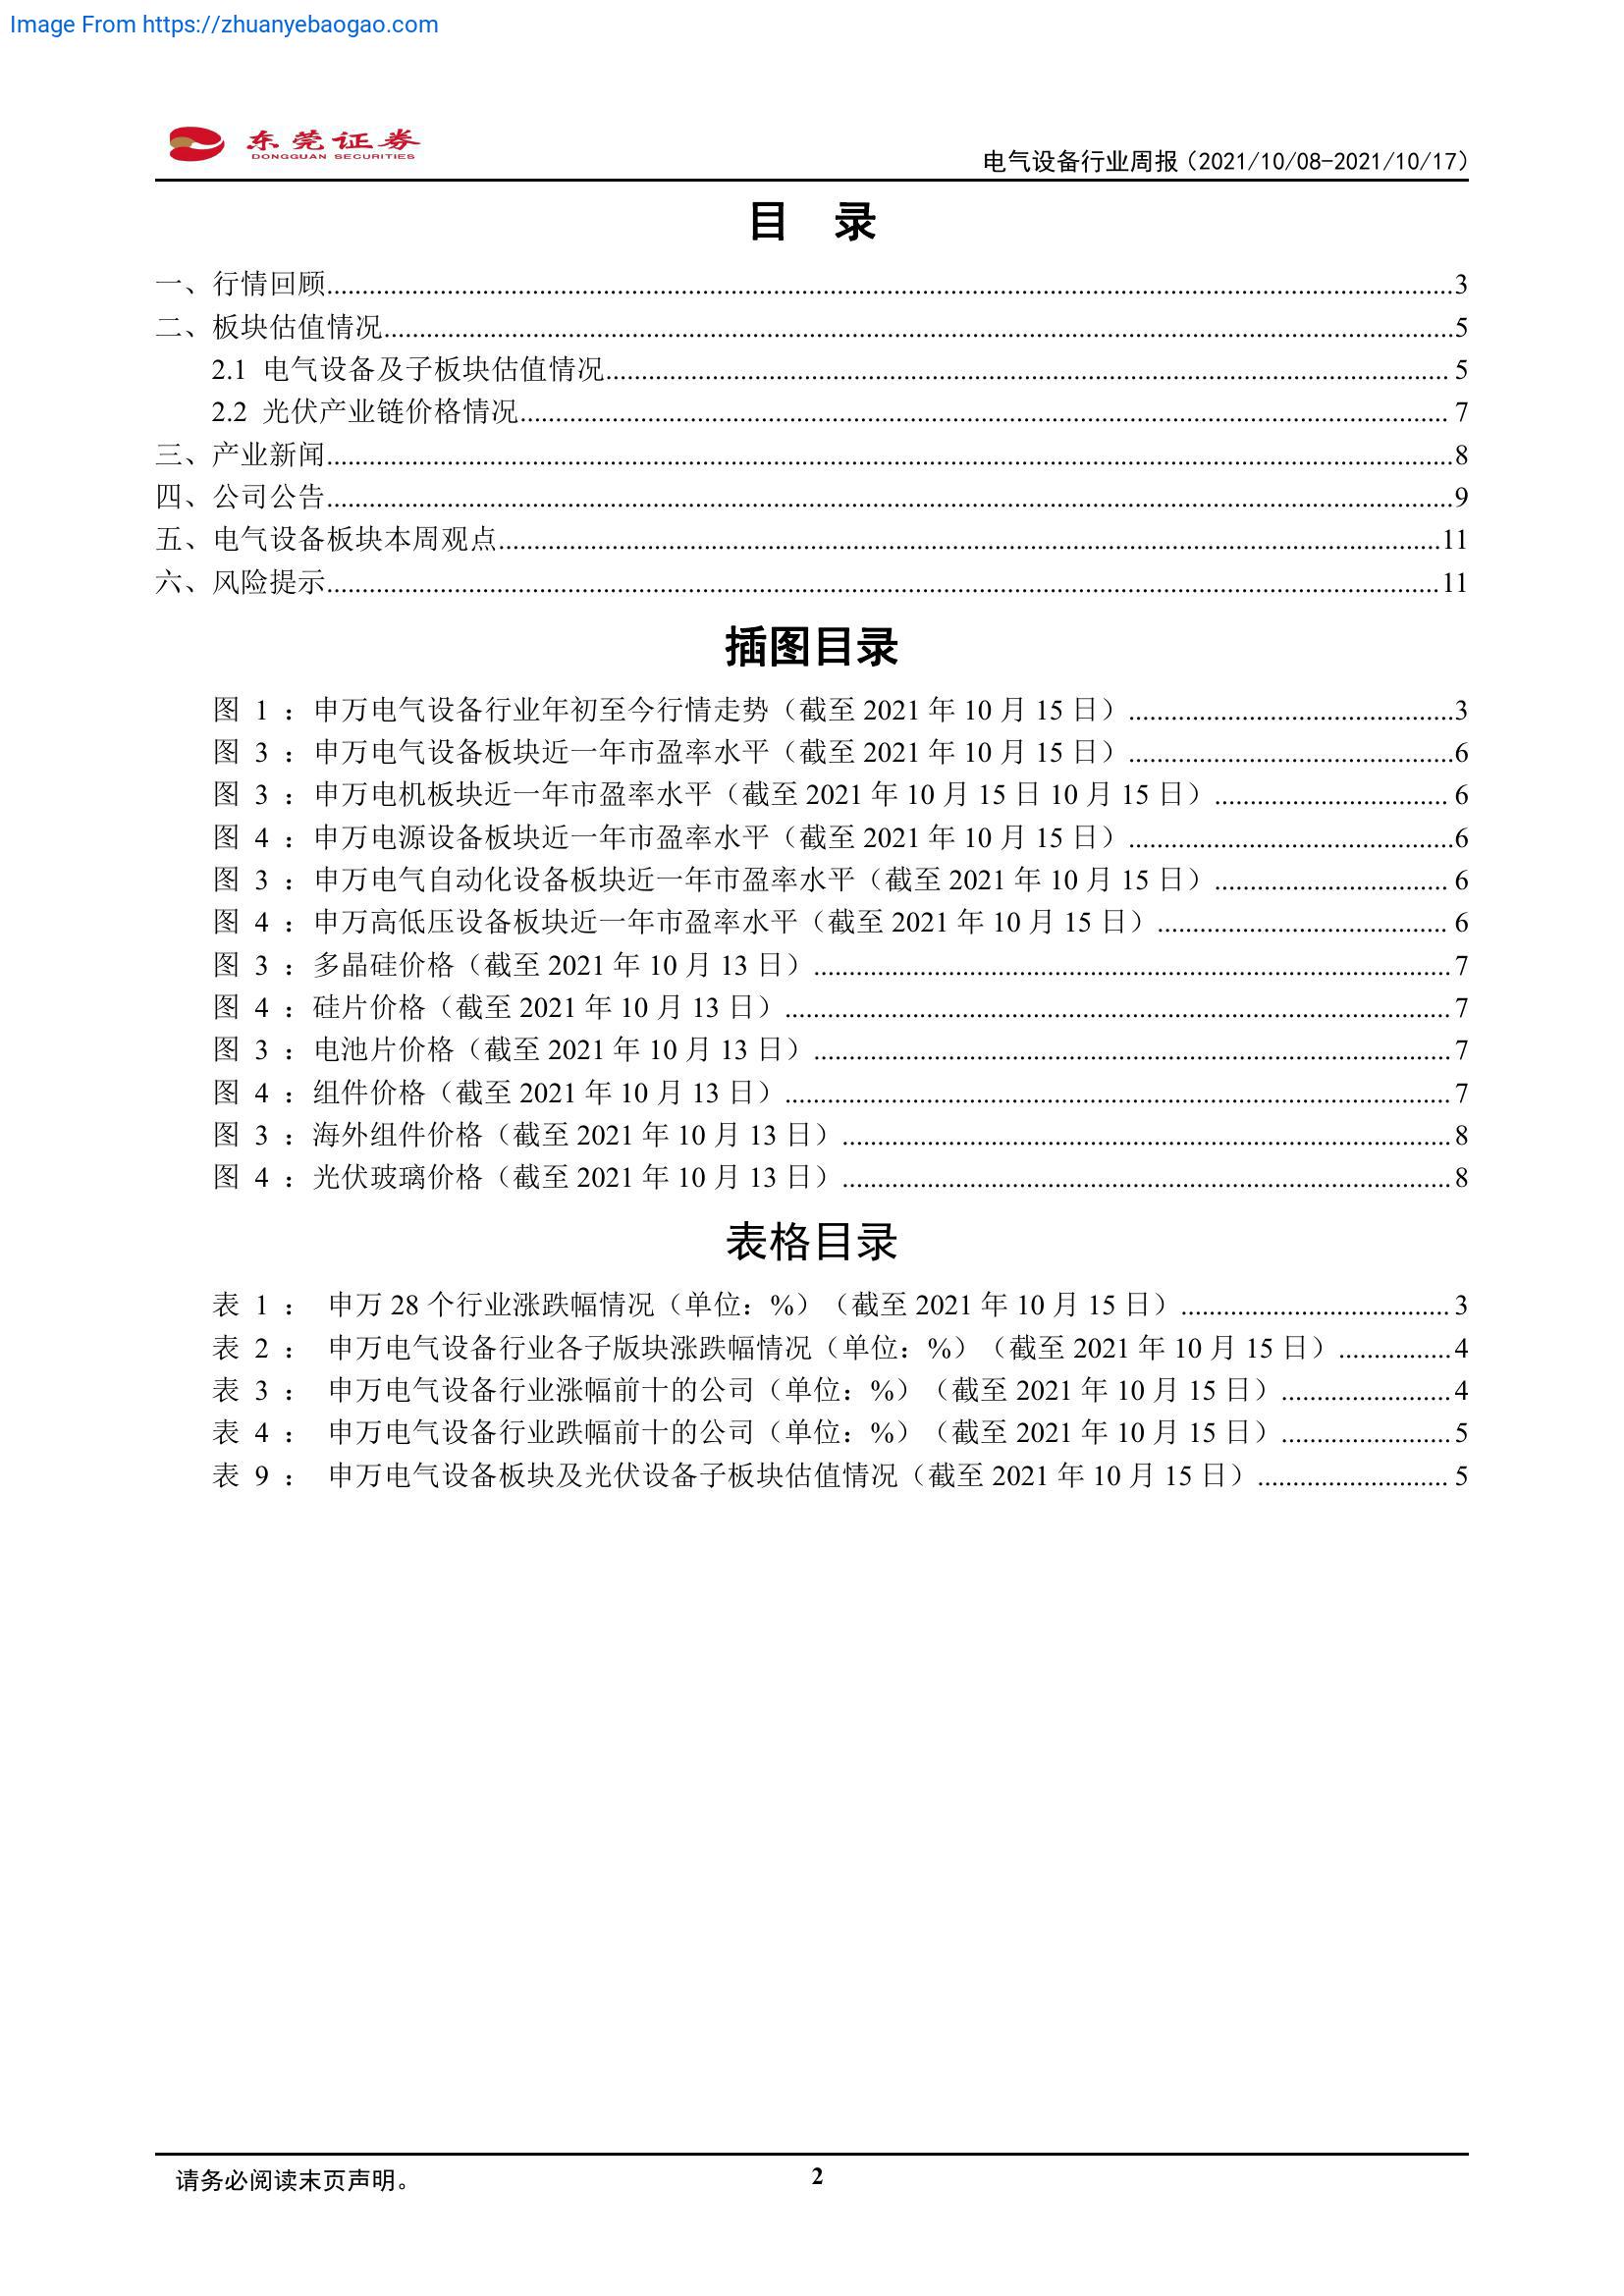 Image From https://zhuanyebaogao.com
东莞证券
DONGGUAN SECURITIES
电气设备行业周报（2021/10/08-2021/10/17）
目 录
一、行情回顾 3
二、板块估值情况 5
2.1 电气设备及子板块估值情况 5
2.2 光伏产业链价格情况 7
三、产业新闻 8
四、公司公告 9
五、电气设备板块本周观点 11
六、风险提示 11
插图目录
图 1 ：申万电气设备行业年初至今行情走势（截至 2021 年 10 月 15 日） 3
图 3 ：申万电气设备板块近一年市盈率水平（截至 2021 年 10 月 15 日） 6
图 3 ：申万电机板块近一年市盈率水平（截至 2021 年 10 月 15 日 10 月 15 日） 6
图 4 ：申万电源设备板块近一年市盈率水平（截至 2021 年 10 月 15 日） 6
图 3 ：申万电气自动化设备板块近一年市盈率水平（截至 2021 年 10 月 15 日） 6
图 4 ：申万高低压设备板块近一年市盈率水平（截至 2021 年 10 月 15 日） 6
图 3 ：多晶硅价格（截至 2021 年 10 月 13 日） 7
图 4 ：硅片价格（截至 2021 年 10 月 13 日） 7
图 3 ：电池片价格（截至 2021 年 10 月 13 日） 7
图 4 ：组件价格（截至 2021 年 10 月 13 日） 7
图 3 ：海外组件价格（截至 2021 年 10 月 13 日） 8
图 4 ：光伏玻璃价格（截至 2021 年 10 月 13 日） 8
表格目录
表 1 ： 申万 28 个行业涨跌幅情况（单位：%）（截至 2021 年 10 月 15 日） 3
表 2 ： 申万电气设备行业各子版块涨跌幅情况（单位：%）（截至 2021 年 10 月 15 日） 4
表 3 ： 申万电气设备行业涨幅前十的公司（单位：%）（截至 2021 年 10 月 15 日） 4
表 4 ： 申万电气设备行业跌幅前十的公司（单位：%）（截至 2021 年 10 月 15 日） 5
表 9 ： 申万电气设备板块及光伏设备子板块估值情况（截至 2021 年 10 月 15 日） 5
请务必阅读末页声明。
2